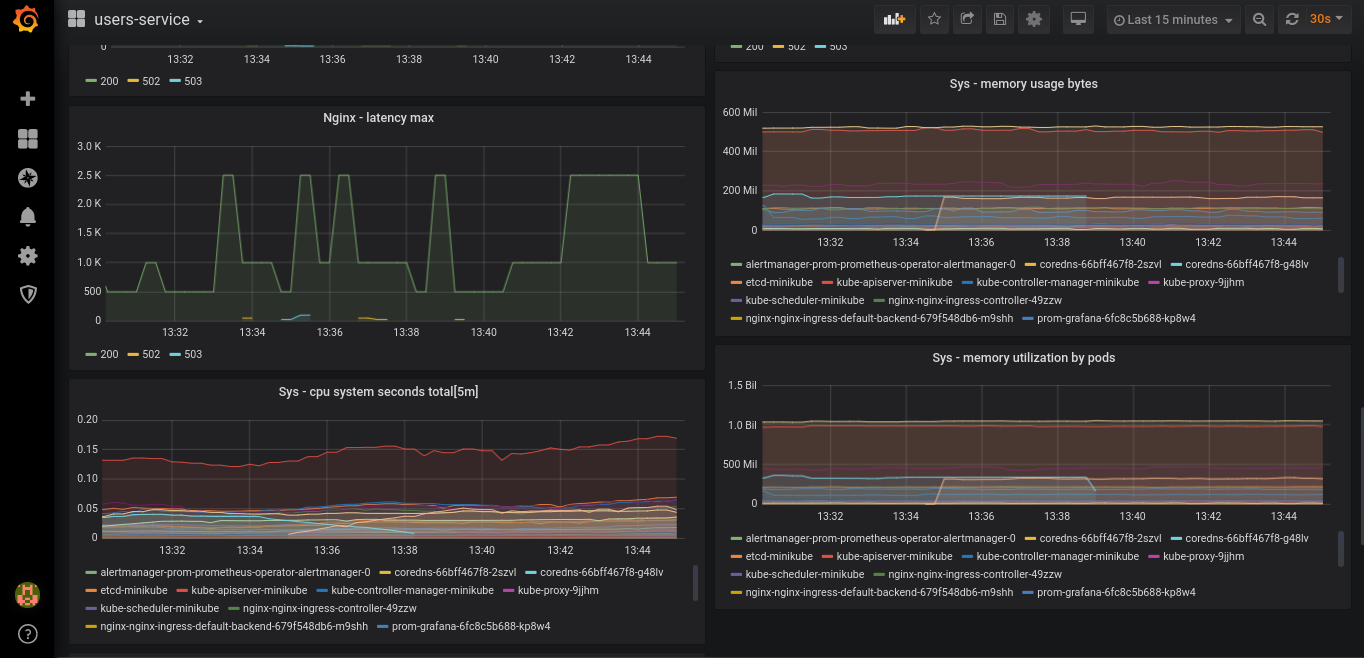 users-service
Last 15 minutes
30s
0
13:32 13:34 13:36 13:38 13:40 13:42 13:44
200 502 503
200 502 503
Nginx - latency max
3.0 K
2.5 K
2.0 K
1.5 K
1.0 K
500
0
13:32 13:34 13:36 13:38 13:40 13:42 13:44
200 502 503
Sys - memory usage bytes
600 Mil
400 Mil
200 Mil
0
13:32 13:34 13:36 13:38 13:40 13:42 13:44
alertmanager-prom-prometheus-operator-alertmanager-0 coredns-66bff467f8-2szvl coredns-66bff467f8-g48lv
etcd-minikube kube-apiserver-minikube kube-controller-manager-minikube kube-proxy-9jjhm
kube-scheduler-minikube nginx-nginx-ingress-controller-49zzw
nginx-nginx-ingress-default-backend-679f548db6-m9shh prom-grafana-6fc8c5b688-kp8w4
Sys - cpu system seconds total[5m]
0.20
0.15
0.10
0.05
0
13:32 13:34 13:36 13:38 13:40 13:42 13:44
alertmanager-prom-prometheus-operator-alertmanager-0 coredns-66bff467f8-2szvl coredns-66bff467f8-g48lv
etcd-minikube kube-apiserver-minikube kube-controller-manager-minikube kube-proxy-9jjhm
kube-scheduler-minikube nginx-nginx-ingress-controller-49zzw
nginx-nginx-ingress-default-backend-679f548db6-m9shh prom-grafana-6fc8c5b688-kp8w4
Sys - memory utilization by pods
1.5 Bil
1.0 Bil
500 Mil
0
13:32 13:34 13:36 13:38 13:40 13:42 13:44
alertmanager-prom-prometheus-operator-alertmanager-0 coredns-66bff467f8-2szvl coredns-66bff467f8-g48lv
etcd-minikube kube-apiserver-minikube kube-controller-manager-minikube kube-proxy-9jjhm
kube-scheduler-minikube nginx-nginx-ingress-controller-49zzw
nginx-nginx-ingress-default-backend-679f548db6-m9shh prom-grafana-6fc8c5b688-kp8w4